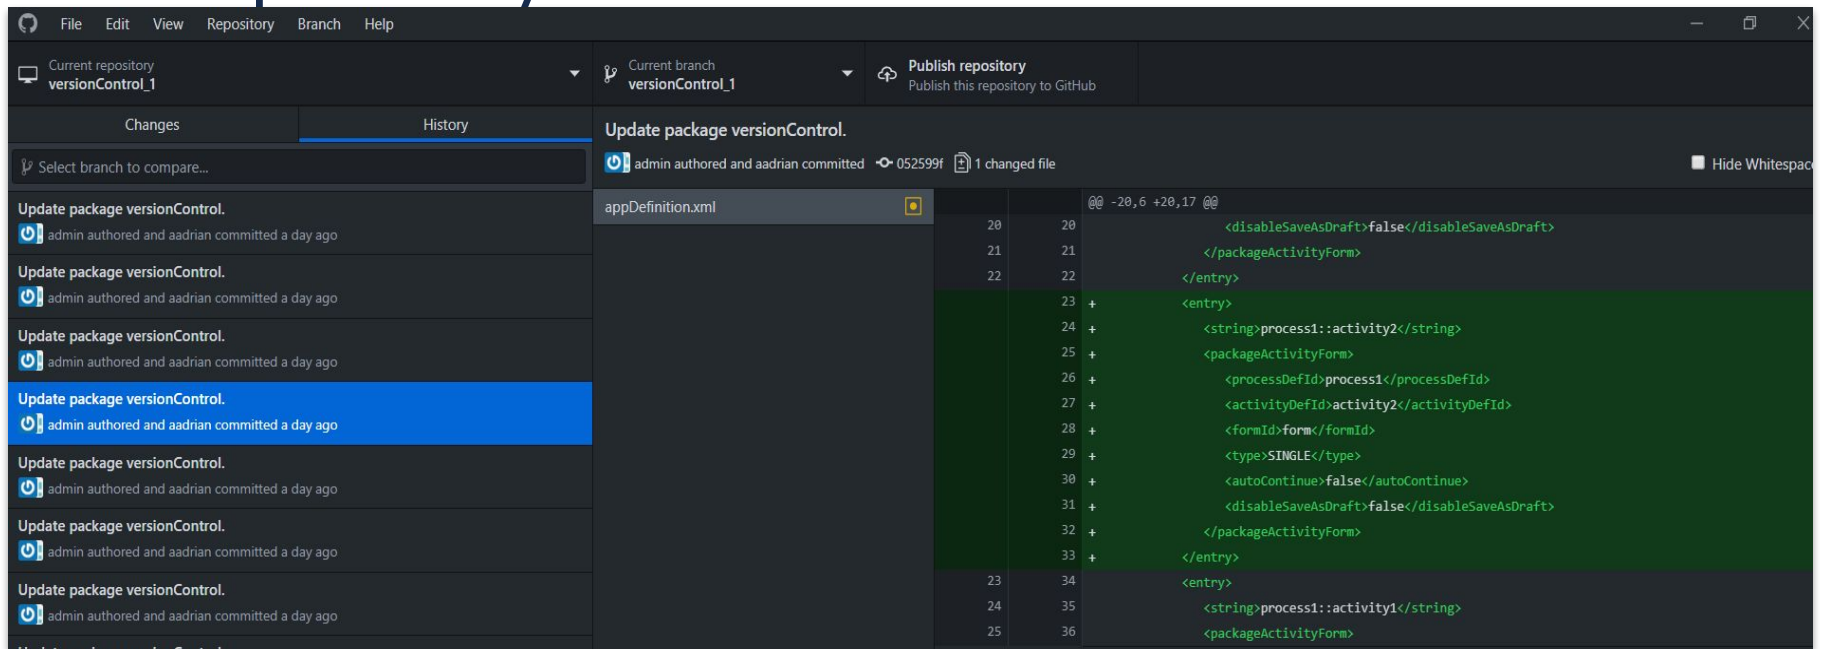 File Edit View Repository Branch Help
Current repository
versionControl_1
Current branch
versionControl_1
Publish repository
Publish this repository to GitHub
Changes
History
Select branch to compare...
Update package versionControl.
admin authored and aadrian committed a day ago
Update package versionControl.
admin authored and aadrian committed a day ago
Update package versionControl.
admin authored and aadrian committed a day ago
Update package versionControl.
admin authored and aadrian committed a day ago
Update package versionControl.
admin authored and aadrian committed a day ago
Update package versionControl.
admin authored and aadrian committed a day ago
Update package versionControl.
admin authored and aadrian committed a day ago
Update package versionControl.
admin authored and aadrian committed 052599f 1 changed file
Hide Whitespac
appDefinition.xml
@@ -20,6 +20,17 @@
20 20 <disableSaveAsDraft>false</disableSaveAsDraft>
21 21 </packageActivityForm>
22 22 </entry>
23 + <entry>
24 + <string>process1::activity2</string>
25 + <packageActivityForm>
26 + <processDefId>process1</processDefId>
27 + <activityDefId>activity2</activityDefId>
28 + <formId>form</formId>
29 + <type>SINGLE</type>
30 + <autoContinue>false</autoContinue>
31 + <disableSaveAsDraft>false</disableSaveAsDraft>
32 + </packageActivityForm>
33 + </entry>
23 34 <entry>
24 35 <string>process1::activity1</string>
25 36 <packageActivityForm>